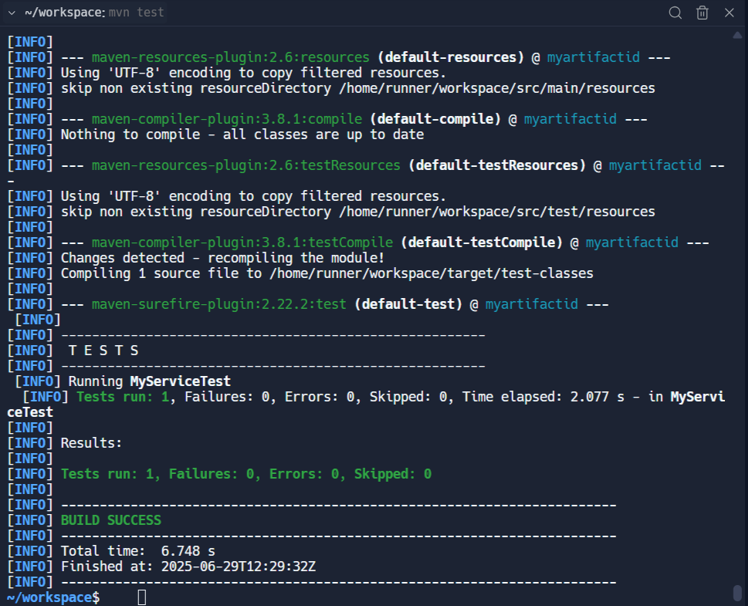 ~/workspace: mvn test
[INFO]
[INFO] --- maven-resources-plugin:2.6:resources (default-resources) @ myartifactid ---
[INFO] Using 'UTF-8' encoding to copy filtered resources.
[INFO] skip non existing resourceDirectory /home/runner/workspace/src/main/resources
[INFO]
[INFO] --- maven-compiler-plugin:3.8.1:compile (default-compile) @ myartifactid ---
[INFO] Nothing to compile - all classes are up to date
[INFO]
[INFO] --- maven-resources-plugin:2.6:testResources (default-testResources) @ myartifactid --
-
[INFO] Using 'UTF-8' encoding to copy filtered resources.
[INFO] skip non existing resourceDirectory /home/runner/workspace/src/test/resources
[INFO]
[INFO] --- maven-compiler-plugin:3.8.1:testCompile (default-testCompile) @ myartifactid ---
[INFO] Changes detected - recompiling the module!
[INFO] Compiling 1 source file to /home/runner/workspace/target/test-classes
[INFO]
[INFO] --- maven-surefire-plugin:2.22.2:test (default-test) @ myartifactid ---
[INFO]
[INFO] -------------------------------------------------------
[INFO]  T E S T S
[INFO] -------------------------------------------------------
[INFO] Running MyServiceTest
[INFO] Tests run: 1, Failures: 0, Errors: 0, Skipped: 0, Time elapsed: 2.077 s - in MyServi
ceTest
[INFO]
[INFO] Results:
[INFO]
[INFO] Tests run: 1, Failures: 0, Errors: 0, Skipped: 0
[INFO]
[INFO] ------------------------------------------------------------------------
[INFO] BUILD SUCCESS
[INFO] ------------------------------------------------------------------------
[INFO] Total time:  6.748 s
[INFO] Finished at: 2025-06-29T12:29:32Z
[INFO] ------------------------------------------------------------------------
~/workspace$